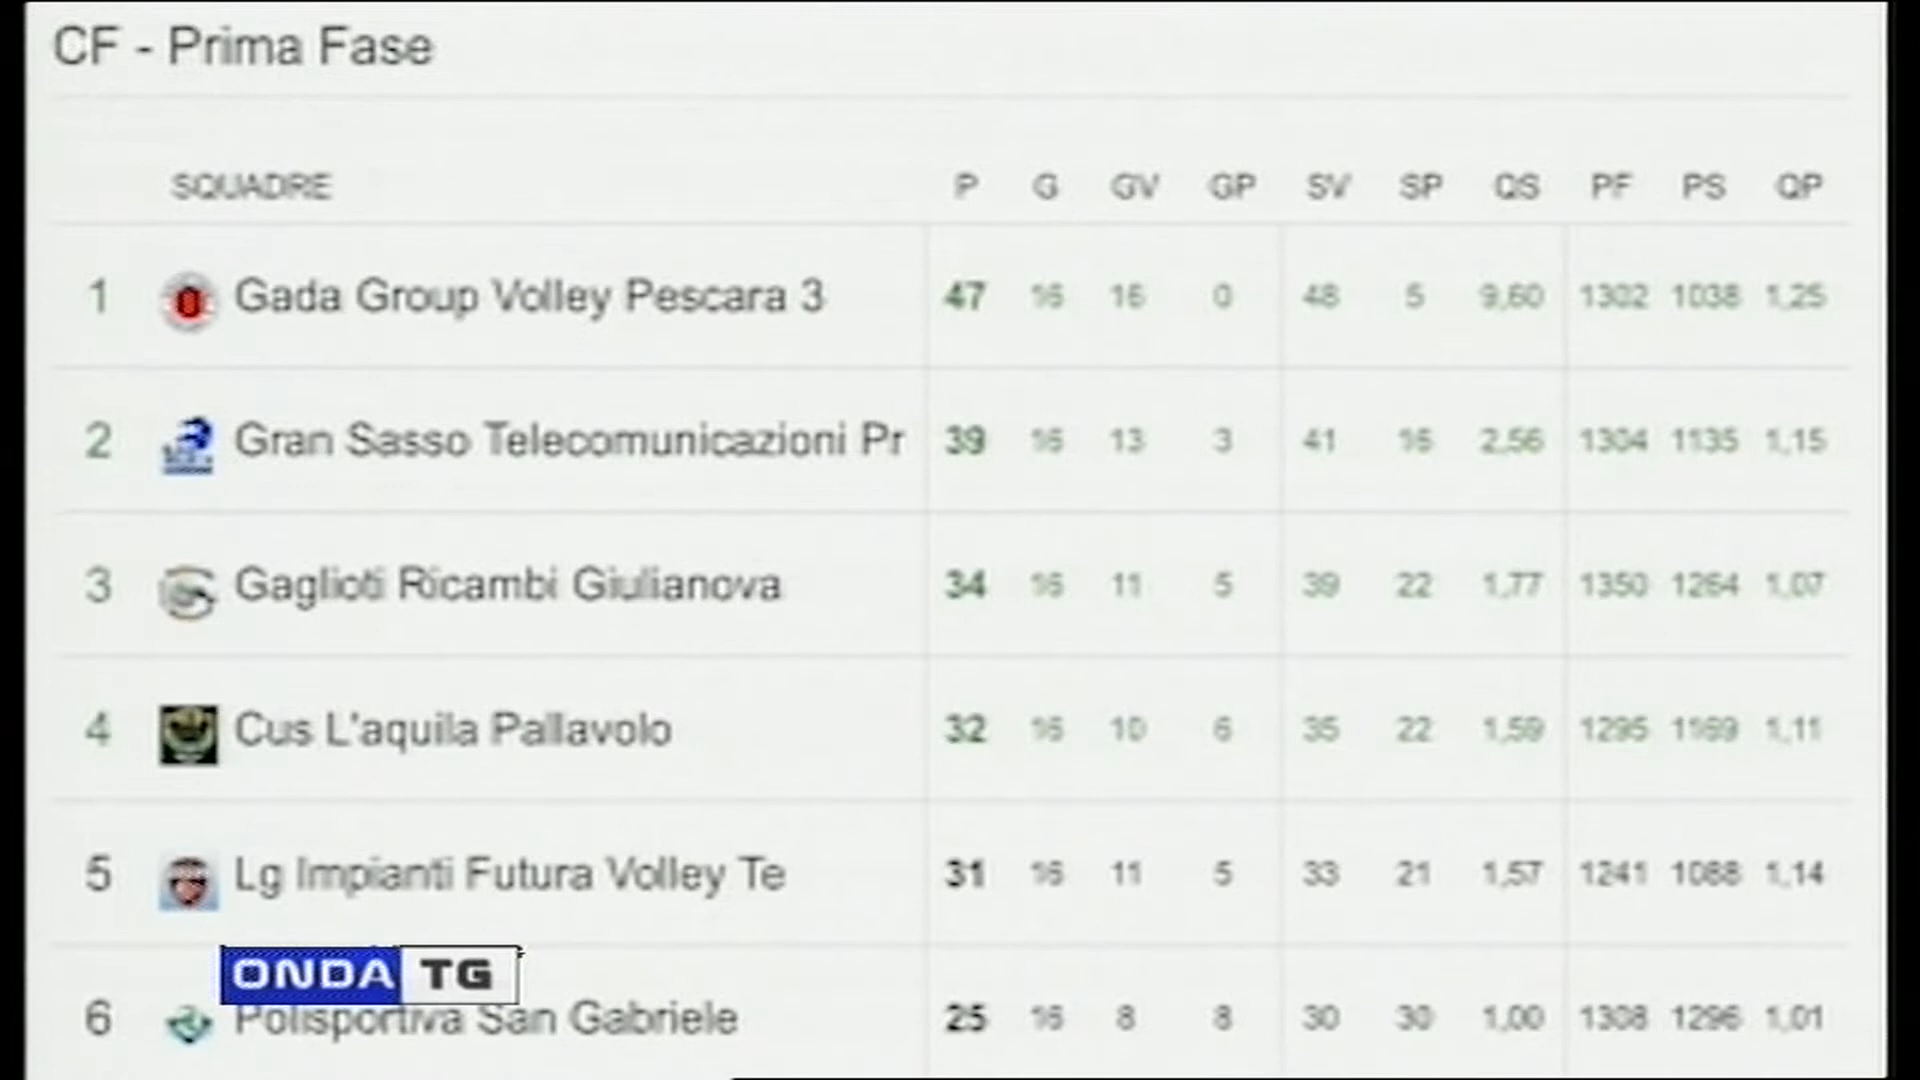 CF - Prima Fase
SQUADRE P G GV GP SV SP QS PF PS QP
1 Gada Group Volley Pescara 3 47 16 16 0 48 5 9,60 1302 1038 1,25
2 Gran Sasso Telecomunicazioni Pr 39 16 13 3 41 16 2,56 1304 1135 1,15
3 Gaglioti Ricambi Giulianova 34 16 11 5 39 22 1,77 1350 1264 1,07
4 Cus L'aquila Pallavolo 32 16 10 6 35 22 1,59 1295 1169 1,11
5 Lg Impianti Futura Volley Te 31 16 11 5 33 21 1,57 1241 1088 1,14
ONDA TG
6 Polisportiva San Gabriele 25 16 8 8 30 30 1,00 1308 1296 1,01